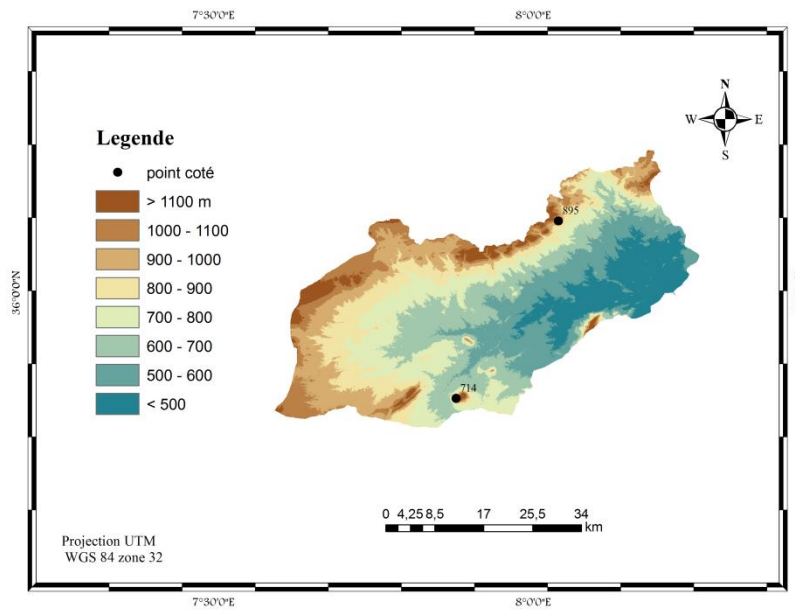 7°30'0"E 8°0'0"E
N
W E
S
Legende
point coté
> 1100 m
1000 - 1100
900 - 1000
800 - 900
700 - 800
600 - 700
500 - 600
< 500
895
714
36°0'0"N
0 4,25 8,5 17 25,5 34
km
Projection UTM
WGS 84 zone 32
7°30'0"E 8°0'0"E